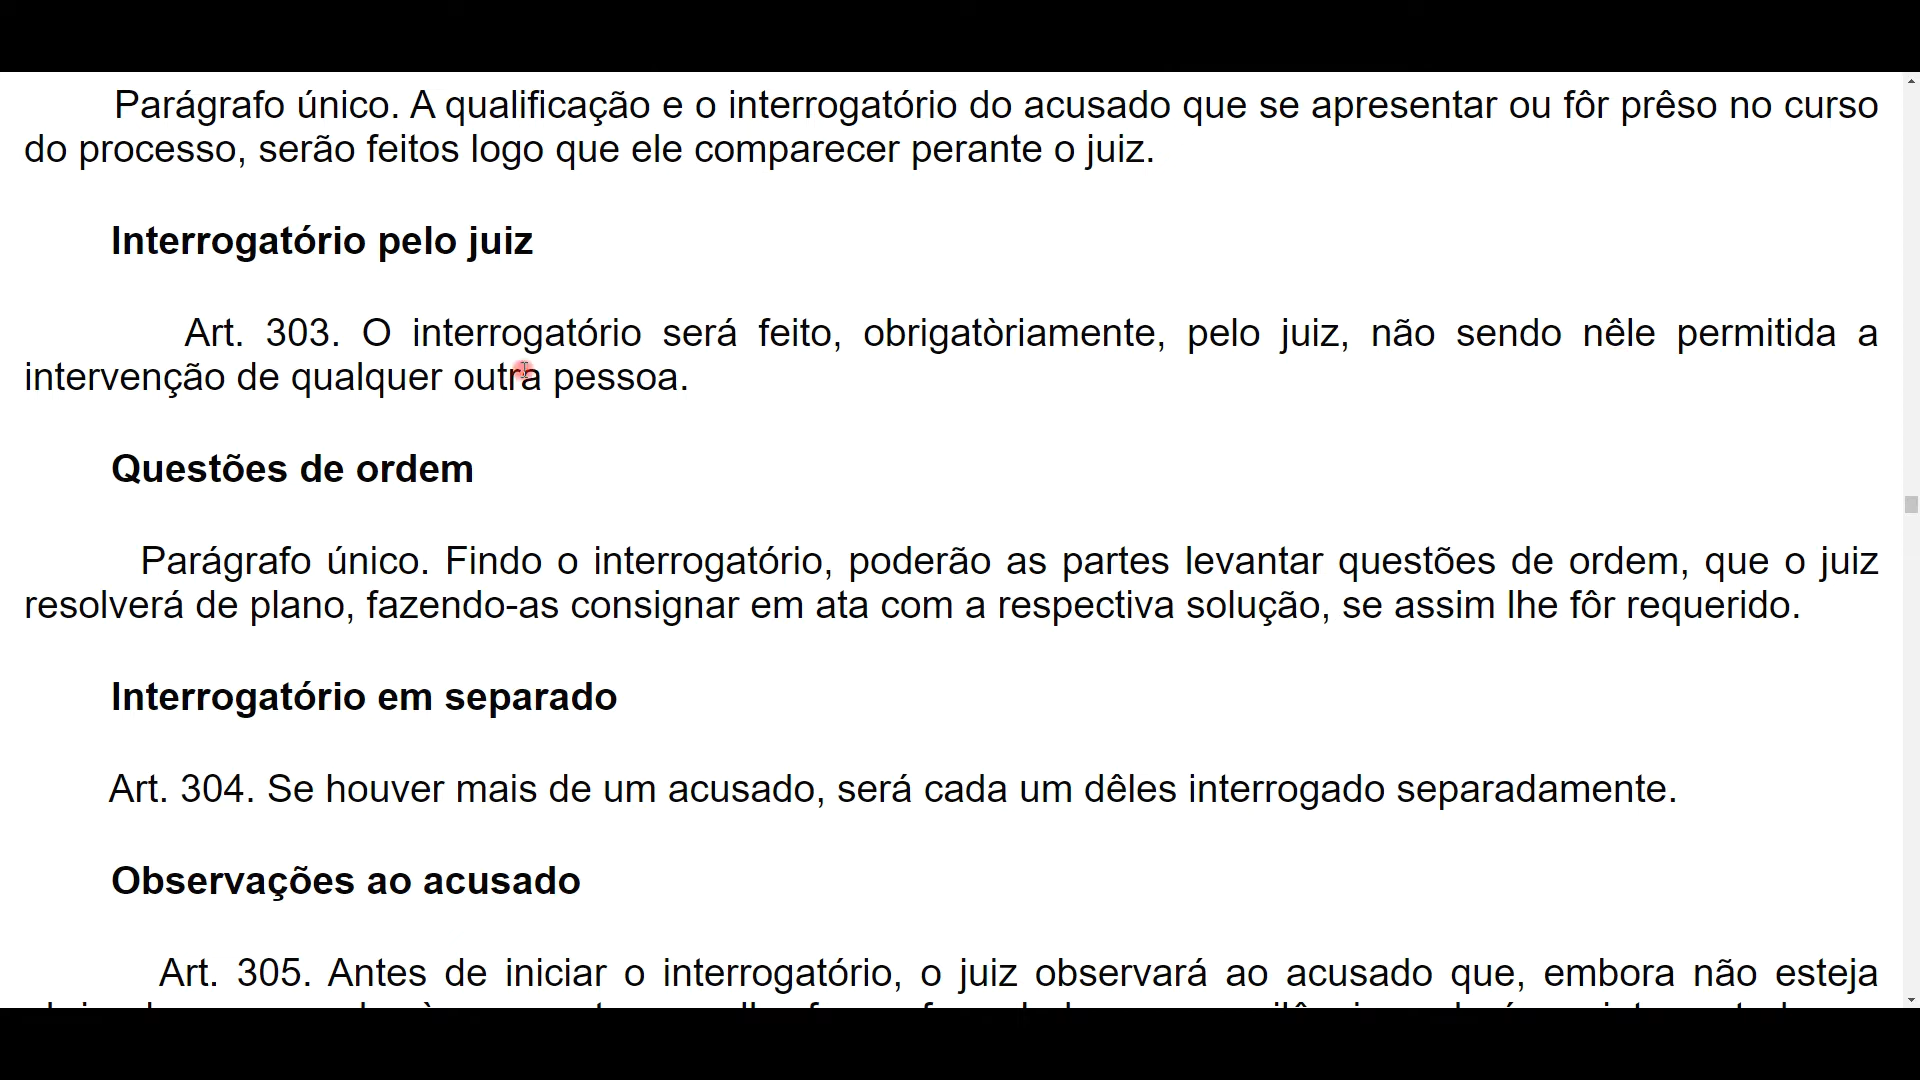 Parágrafo único. A qualificação e o interrogatório do acusado que se apresentar ou fôr prêso no curso
do processo, serão feitos logo que ele comparecer perante o juiz.
Interrogatório pelo juiz
Art. 303. O interrogatório será feito, obrigatòriamente, pelo juiz, não sendo nêle permitida a
intervenção de qualquer outra pessoa.
Questões de ordem
Parágrafo único. Findo o interrogatório, poderão as partes levantar questões de ordem, que o juiz
resolverá de plano, fazendo-as consignar em ata com a respectiva solução, se assim lhe fôr requerido.
Interrogatório em separado
Art. 304. Se houver mais de um acusado, será cada um dêles interrogado separadamente.
Observações ao acusado
Art. 305. Antes de iniciar o interrogatório, o juiz observará ao acusado que, embora não esteja